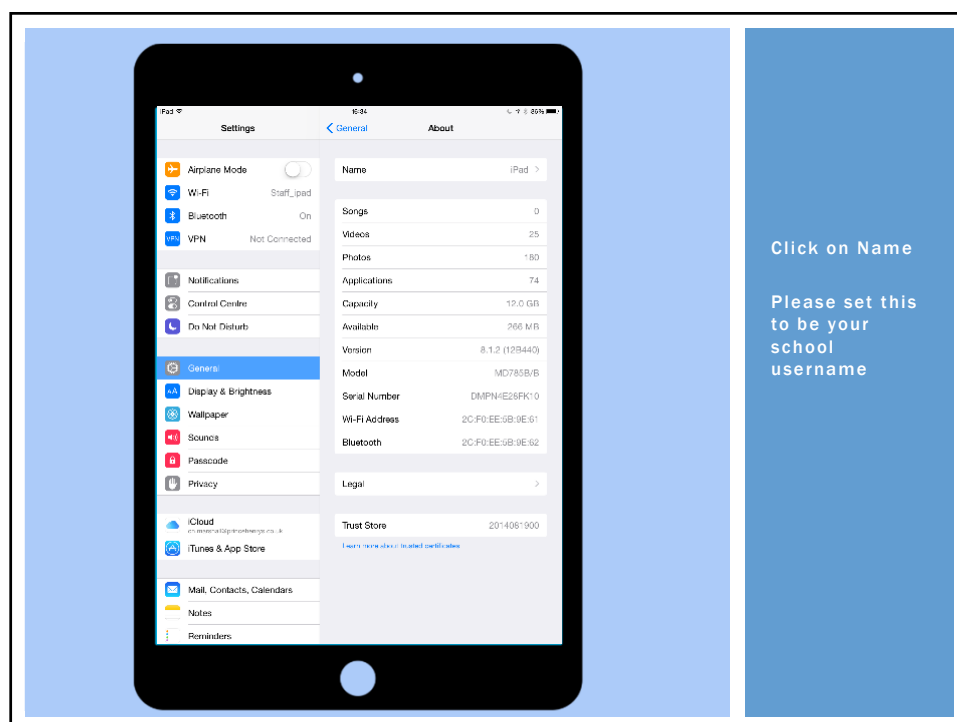 iPad 16:34 86%
Settings
General About
Airplane Mode
Wi-Fi Staff_ipad
Bluetooth On
VPN VPN Not Connected
Notifications
Control Centre
Do Not Disturb
General
AA Display & Brightness
Wallpaper
Sounds
Passcode
Privacy
iCloud
iTunes & App Store
Mail, Contacts, Calendars
Notes
Reminders
Name iPad
Songs 0
Videos 25
Photos 180
Applications 74
Capacity 12.0 GB
Available 266 MB
Version 8.1.2 (12B440)
Model MD785B/B
Serial Number DMPN4E28FK10
Wi-Fi Address 2C:F0:EE:5B:9E:61
Bluetooth 2C:F0:EE:5B:9E:62
Legal
Trust Store 2014081900
Learn more about trusted certificates
Click on Name
Please set this
to be your
school
username